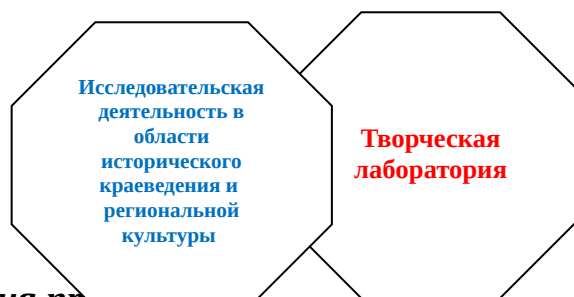 Исследовательская
деятельность в
области
исторического
краеведения и
региональной
культуры
Творческая
лаборатория